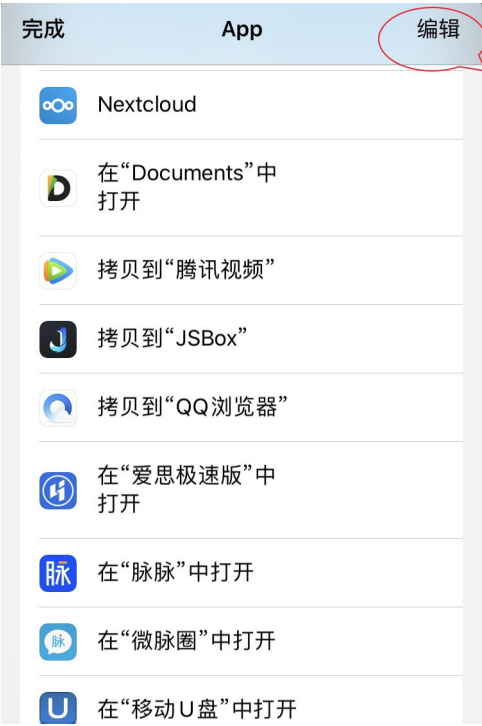 完成 App 编辑
Nextcloud
在“Documents”中
打开
拷贝到“腾讯视频”
拷贝到“JSBox”
拷贝到“QQ浏览器”
在“爱思极速版”中
打开
脉 在“脉脉”中打开
脉 在“微脉圈”中打开
U 在“移动U盘”中打开